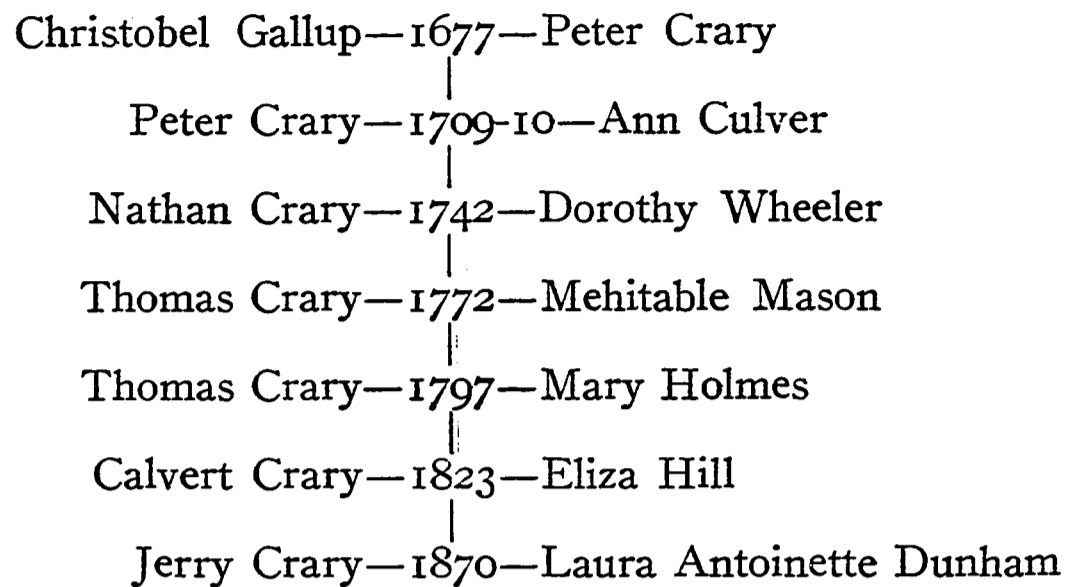 Christobel Gallup—1677—Peter Crary
Peter Crary—1709-10—Ann Culver
Nathan Crary—1742—Dorothy Wheeler
Thomas Crary—1772—Mehitable Mason
Thomas Crary—1797—Mary Holmes
Calvert Crary—1823—Eliza Hill
Jerry Crary—1870—Laura Antoinette Dunham